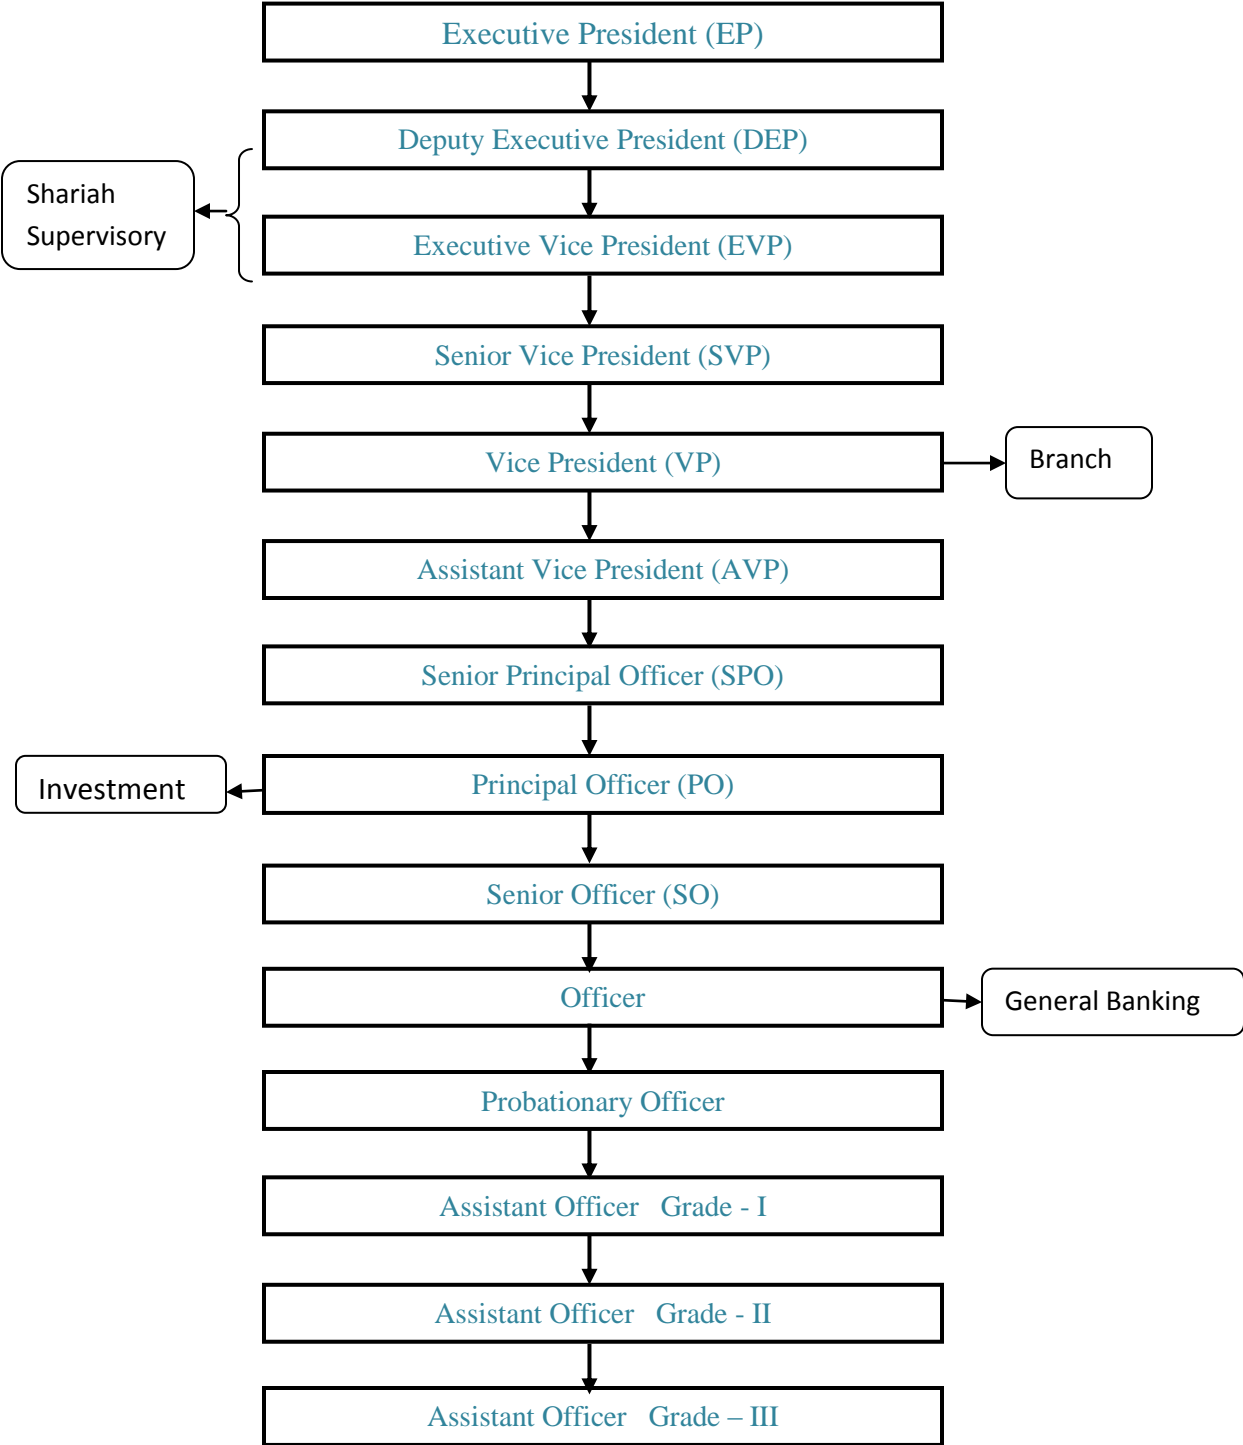 Executive President (EP)
Deputy Executive President (DEP)
Shariah
Supervisory
Executive Vice President (EVP)
Senior Vice President (SVP)
Vice President (VP)
Branch
Assistant Vice President (AVP)
Senior Principal Officer (SPO)
Investment
Principal Officer (PO)
Senior Officer (SO)
Officer
General Banking
Probationary Officer
Assistant Officer   Grade - I
Assistant Officer   Grade - II
Assistant Officer   Grade – III